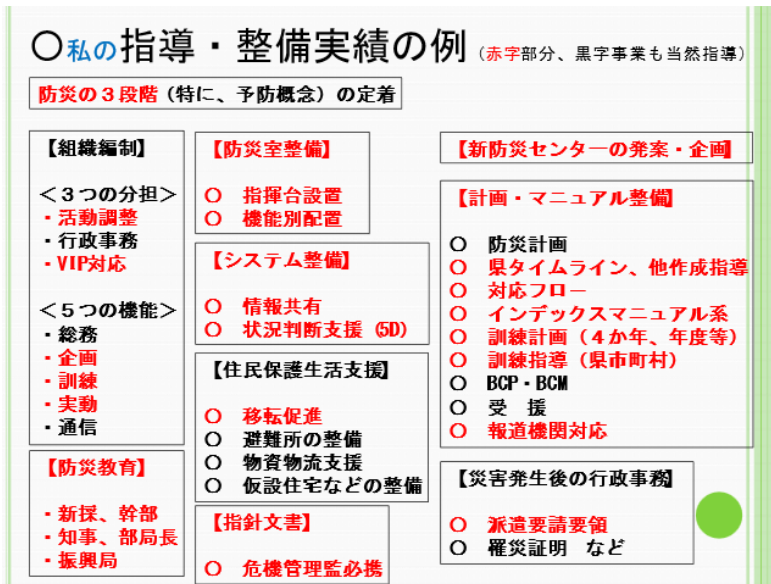 〇私の指導・整備実績の例(赤字部分、黒字事業も当然指導)
防災の３段階(特に、予防概念)の定着
【組織編制】
＜３つの分担＞
・活動調整
・行政事務
・VIP対応
＜５つの機能＞
・総務
・企画
・訓練
・実動
・通信
【防災教育】
・新採、幹部
・知事、部局長
・振興局
【防災室整備】
〇　指揮台設置
〇　機能別配置
【システム整備】
〇　情報共有
〇　状況判断支援(5D)
【住民保護生活支援】
〇　移転促進
〇　避難所の整備
〇　物資物流支援
〇　仮設住宅などの整備
【指針文書】
〇　危機管理監必携
【新防災センターの発案・企画】
【計画・マニュアル整備】
〇　防災計画
〇　県タイムライン、他作成指導
〇　対応フロー
〇　インデックスマニュアル系
〇　訓練計画(４か年、年度等)
〇　訓練指導(県市町村)
〇　BCP・BCM
〇　受　援
〇　報道機関対応
【災害発生後の行政事務】
〇　派遣要請要領
〇　罹災証明　など